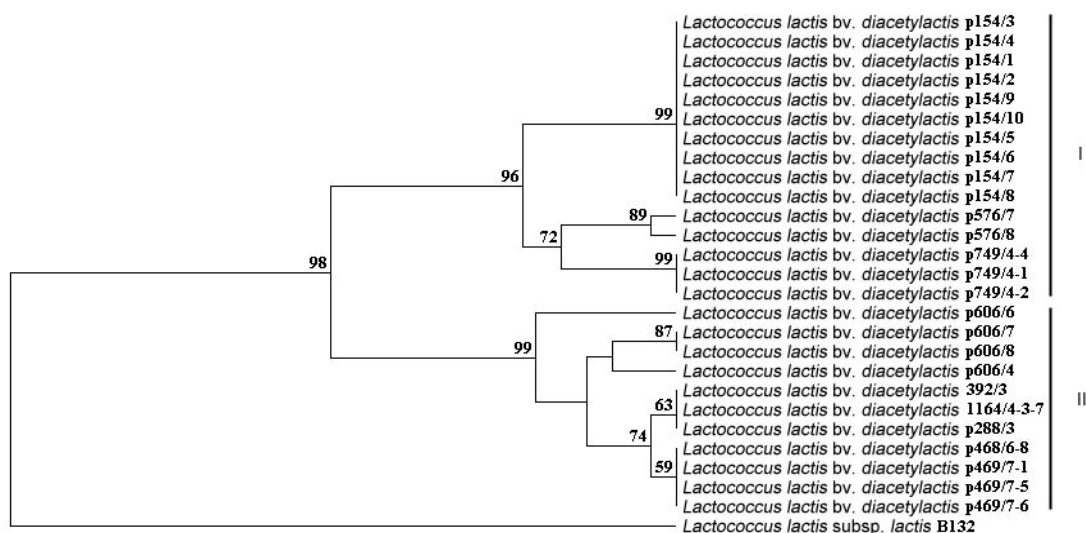 Lactococcus lactis bv. diacetylactis p154/3
Lactococcus lactis bv. diacetylactis p154/4
Lactococcus lactis bv. diacetylactis p154/1
Lactococcus lactis bv. diacetylactis p154/2
Lactococcus lactis bv. diacetylactis p154/9
99 Lactococcus lactis bv. diacetylactis p154/10
Lactococcus lactis bv. diacetylactis p154/5
I
Lactococcus lactis bv. diacetylactis p154/6
96 Lactococcus lactis bv. diacetylactis p154/7
Lactococcus lactis bv. diacetylactis p154/8
89 Lactococcus lactis bv. diacetylactis p576/7
72 Lactococcus lactis bv. diacetylactis p576/8
98 99 Lactococcus lactis bv. diacetylactis p749/4-4
Lactococcus lactis bv. diacetylactis p749/4-1
Lactococcus lactis bv. diacetylactis p749/4-2
Lactococcus lactis bv. diacetylactis p606/6
87 Lactococcus lactis bv. diacetylactis p606/7
99 Lactococcus lactis bv. diacetylactis p606/8
Lactococcus lactis bv. diacetylactis p606/4
Lactococcus lactis bv. diacetylactis 392/3
II
63 Lactococcus lactis bv. diacetylactis 1164/4-3-7
Lactococcus lactis bv. diacetylactis p288/3
74 Lactococcus lactis bv. diacetylactis p468/6-8
59 Lactococcus lactis bv. diacetylactis p469/7-1
Lactococcus lactis bv. diacetylactis p469/7-5
Lactococcus lactis bv. diacetylactis p469/7-6
Lactococcus lactis subsp. lactis B132